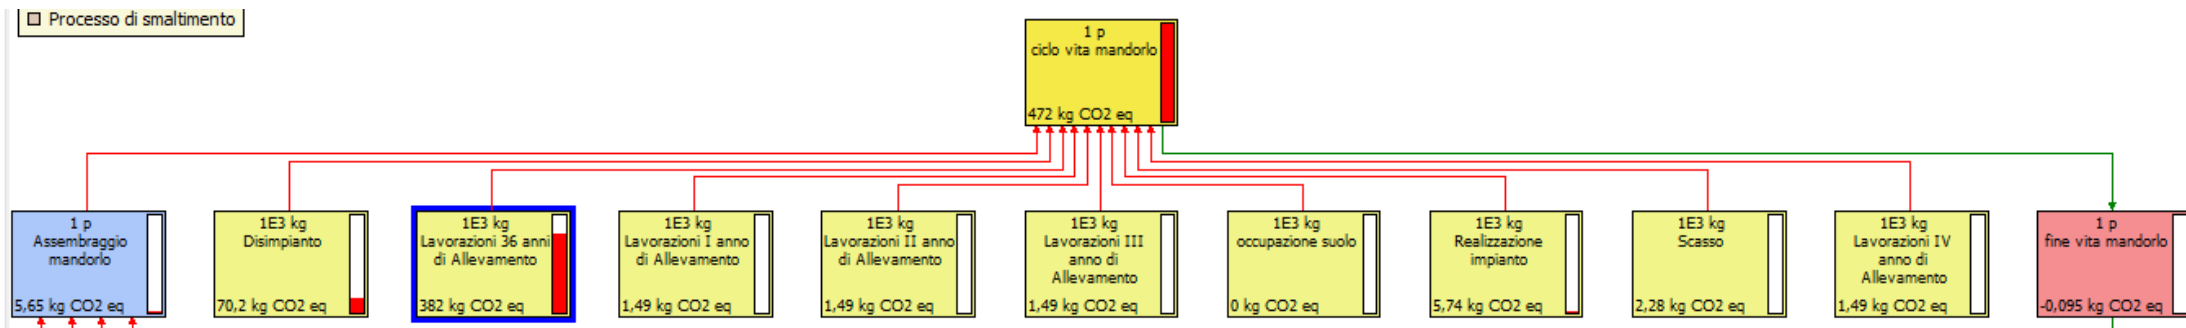 Processo di smaltimento
1 p
ciclo vita mandorlo
472 kg CO2 eq
1 p
Assembraggio
mandorlo
5,65 kg CO2 eq
1E3 kg
Disimpianto
70,2 kg CO2 eq
1E3 kg
Lavorazioni 36 anni
di Allevamento
382 kg CO2 eq
1E3 kg
Lavorazioni I anno
di Allevamento
1,49 kg CO2 eq
1E3 kg
Lavorazioni II anno
di Allevamento
1,49 kg CO2 eq
1E3 kg
Lavorazioni III
anno di
Allevamento
1,49 kg CO2 eq
1E3 kg
occupazione suolo
0 kg CO2 eq
1E3 kg
Realizzazione
impianto
5,74 kg CO2 eq
1E3 kg
Scasso
2,28 kg CO2 eq
1E3 kg
Lavorazioni IV
anno di
Allevamento
1,49 kg CO2 eq
1 p
fine vita mandorlo
-0,095 kg CO2 eq